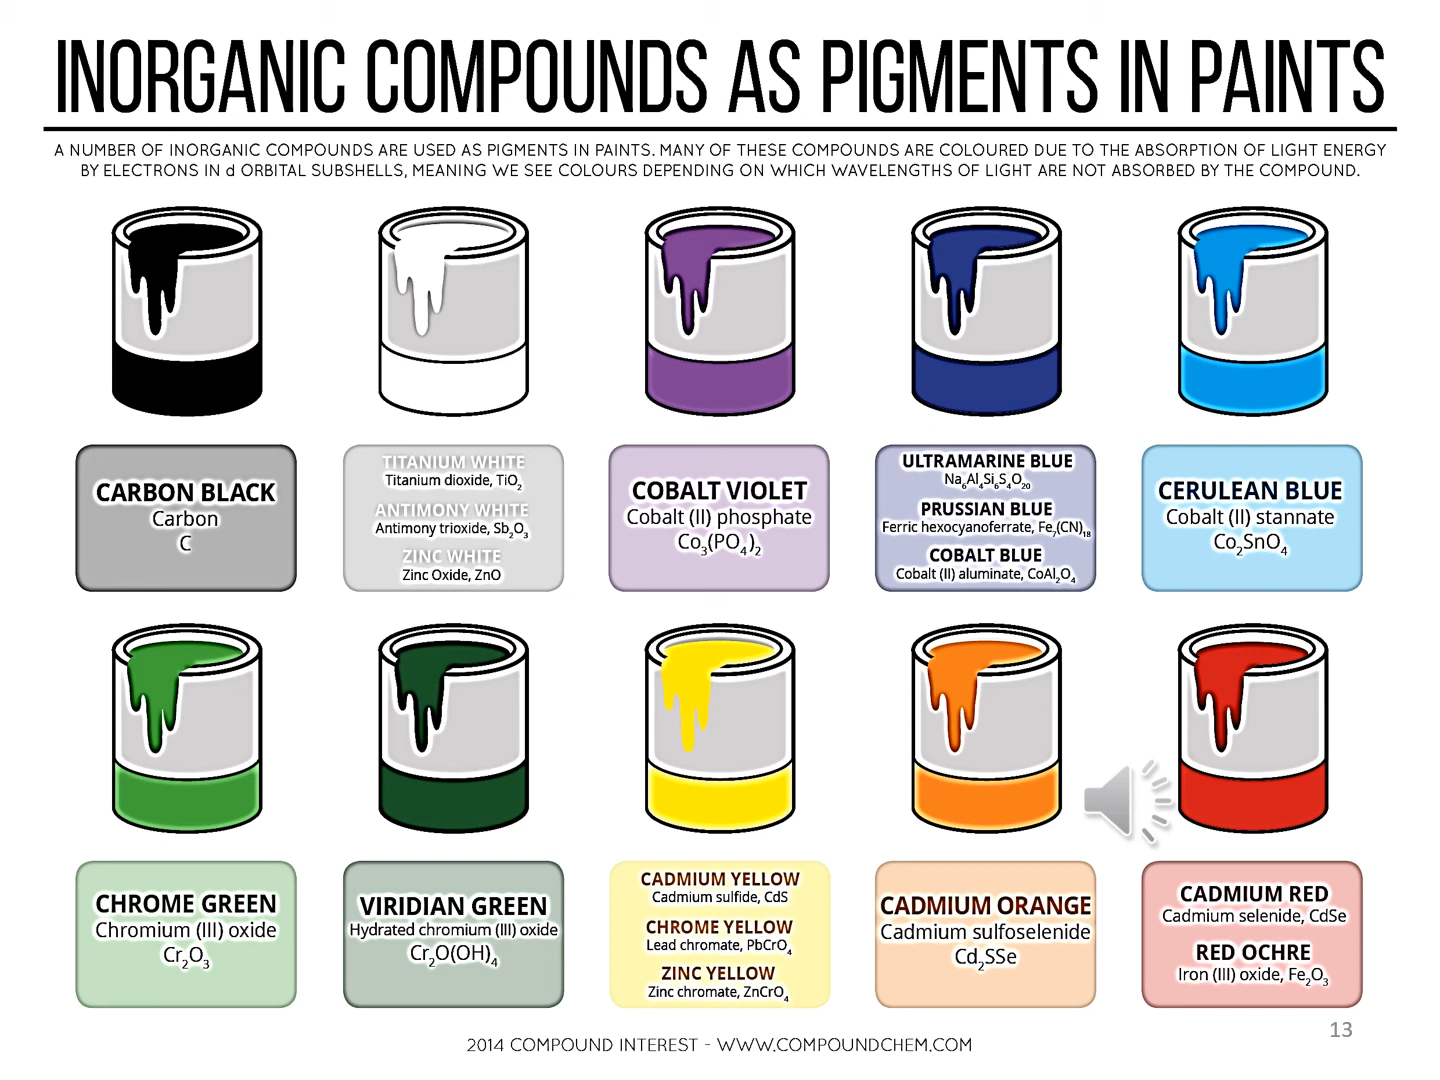 INORGANIC COMPOUNDS AS PIGMENTS IN PAINTS
A NUMBER OF INORGANIC COMPOUNDS ARE USED AS PIGMENTS IN PAINTS. MANY OF THESE COMPOUNDS ARE COLOURED DUE TO THE ABSORPTION OF LIGHT ENERGY
BY ELECTRONS IN d ORBITAL SUBSHELLS, MEANING WE SEE COLOURS DEPENDING ON WHICH WAVELENGTHS OF LIGHT ARE NOT ABSORBED BY THE COMPOUND.
CARBON BLACK
Carbon
C
TITANIUM WHITE
Titanium dioxide, TiO₂
ANTIMONY WHITE
Antimony trioxide, Sb₂O₃
ZINC WHITE
Zinc Oxide, ZnO
COBALT VIOLET
Cobalt (II) phosphate
Co₃(PO₄)₂
ULTRAMARINE BLUE
Na₆Al₄Si₆S₄O₂₀
PRUSSIAN BLUE
Ferric hexocyanoferrate, Fe₇(CN)₁₈
COBALT BLUE
Cobalt (II) aluminate, CoAl₂O₄
CERULEAN BLUE
Cobalt (II) stannate
Co₂SnO₄
CHROME GREEN
Chromium (III) oxide
Cr₂O₃
VIRIDIAN GREEN
Hydrated chromium (III) oxide
Cr₂O(OH)₄
CADMIUM YELLOW
Cadmium sulfide, CdS
CHROME YELLOW
Lead chromate, PbCrO₄
ZINC YELLOW
Zinc chromate, ZnCrO₄
CADMIUM ORANGE
Cadmium sulfoselenide
Cd₂SSe
CADMIUM RED
Cadmium selenide, CdSe
RED OCHRE
Iron (III) oxide, Fe₂O₃
13
2014 COMPOUND INTEREST - WWW.COMPOUNDCHEM.COM